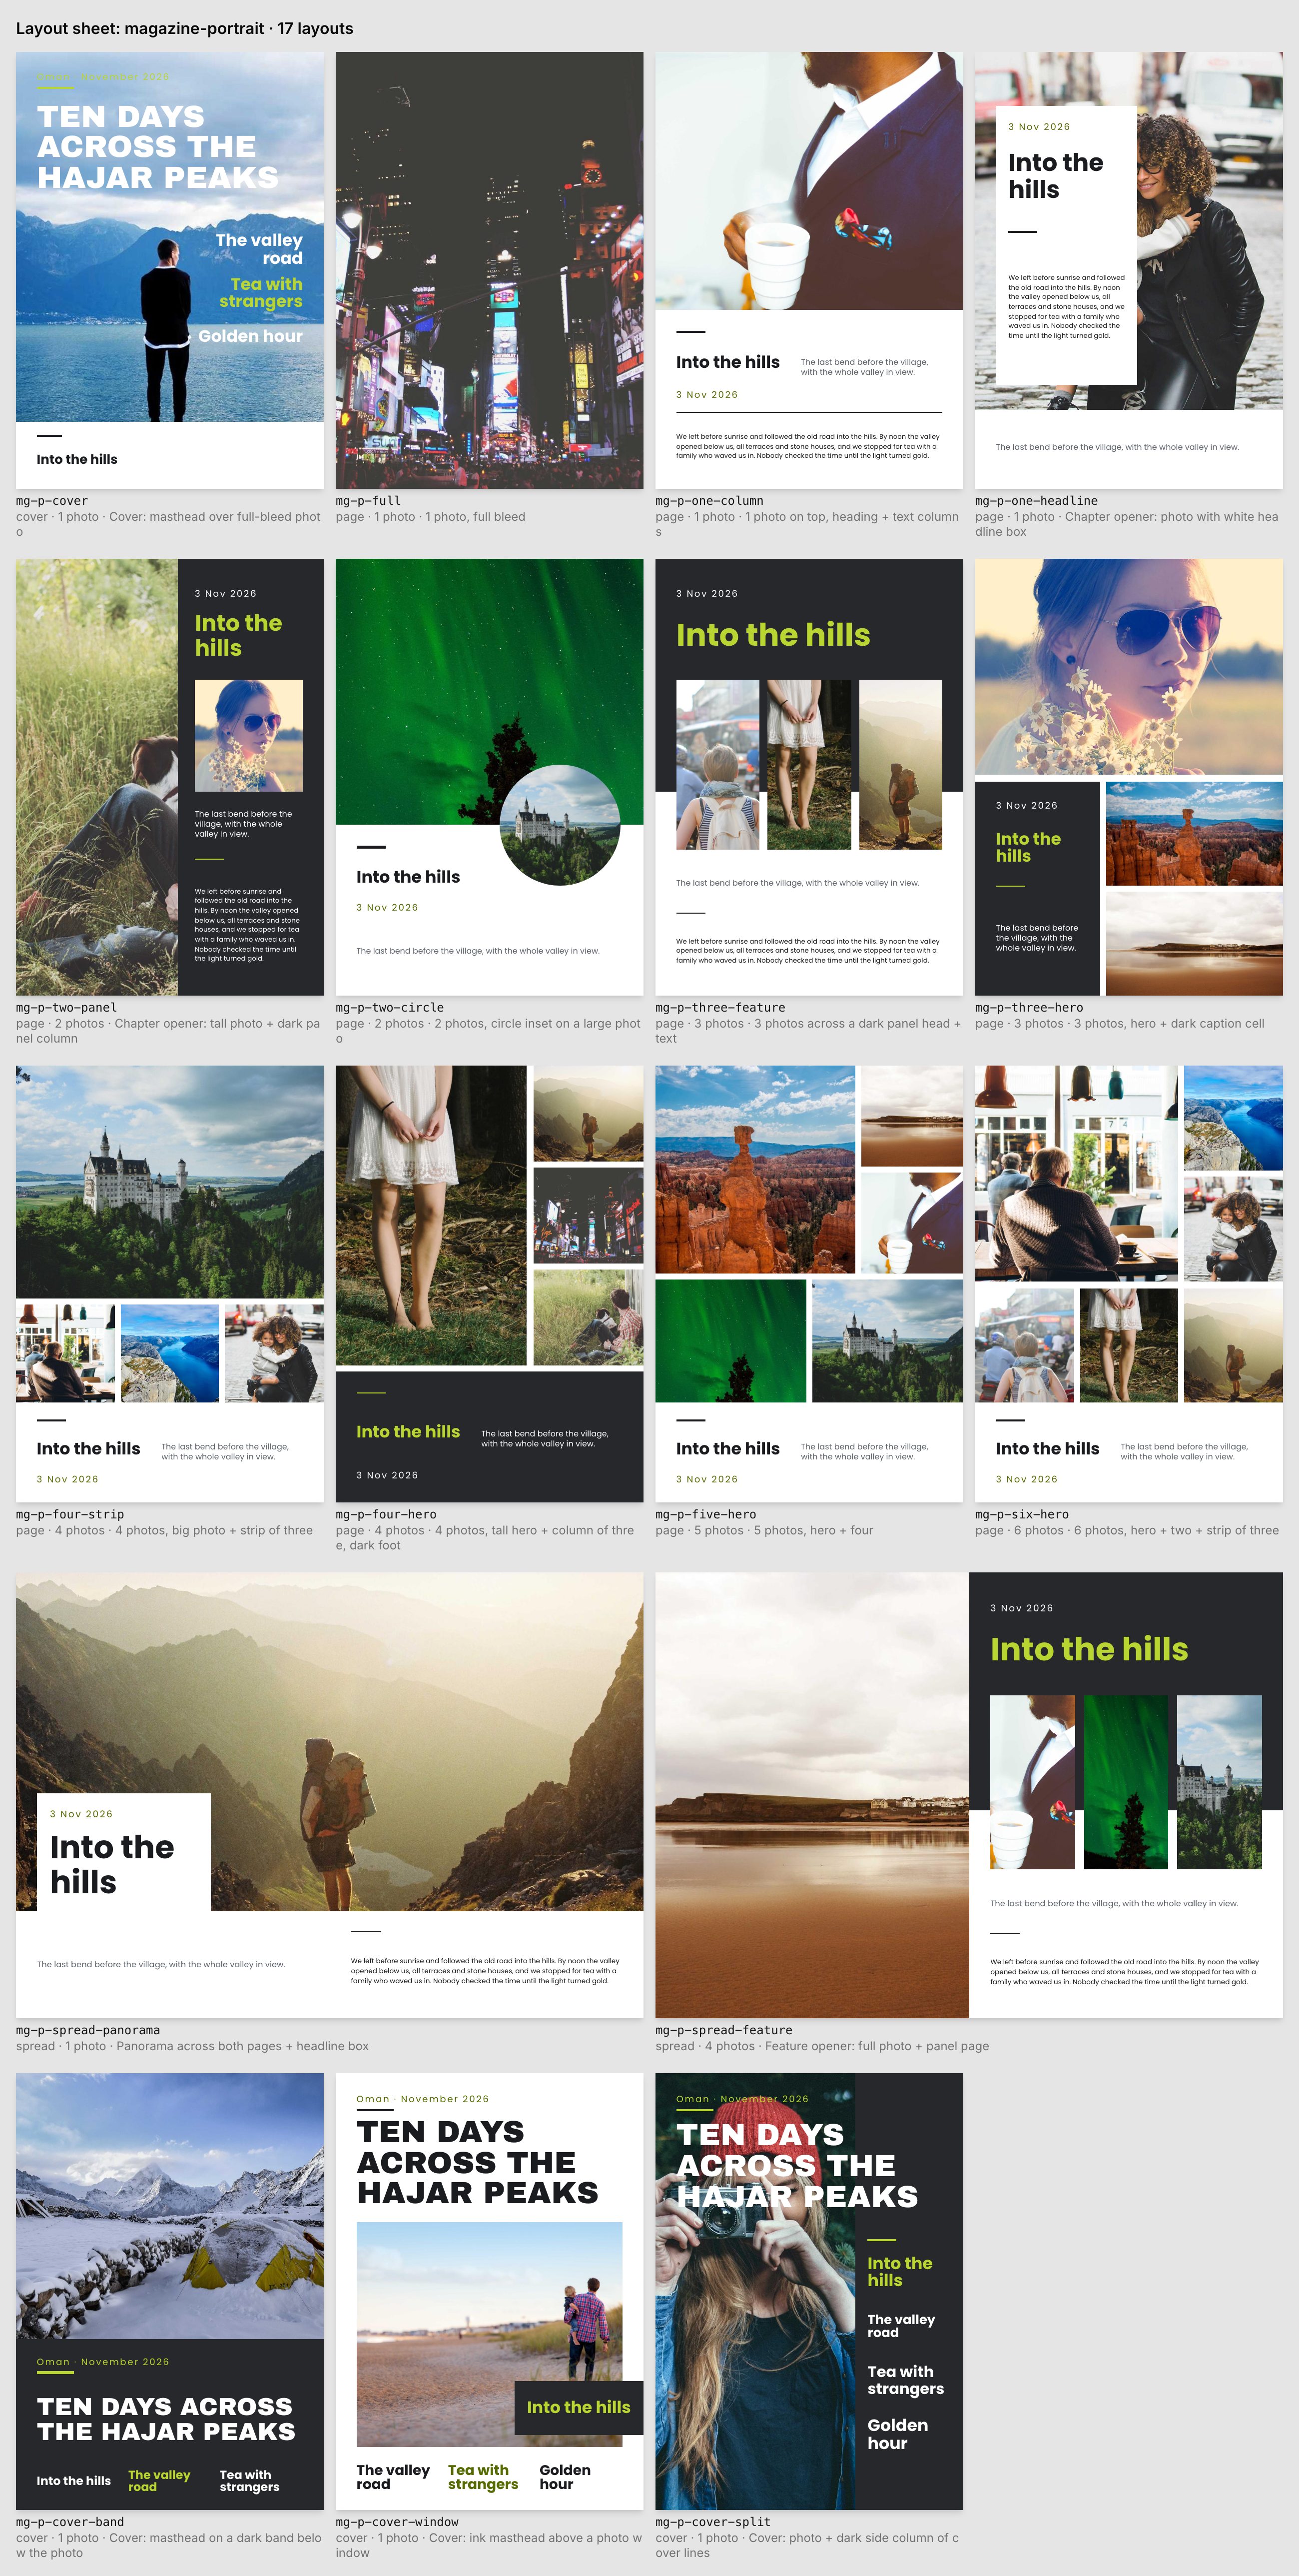 Layout sheet: magazine-portrait · 17 layouts
Oman · November 2026
TEN DAYS
ACROSS THE
HAJAR PEAKS
The valley
road
Tea with
strangers
Golden hour
Into the hills
mg-p-cover
cover · 1 photo · Cover: masthead over full-bleed phot
o
mg-p-full
page · 1 photo · 1 photo, full bleed
Into the hills
The last bend before the village,
with the whole valley in view.
3 Nov 2026
We left before sunrise and followed the old road into the hills. By noon the valley
opened below us, all terraces and stone houses, and we stopped for tea with a
family who waved us in. Nobody checked the time until the light turned gold.
mg-p-one-column
page · 1 photo · 1 photo on top, heading + text column
s
3 Nov 2026
Into the
hills
We left before sunrise and followed
the old road into the hills. By noon
the valley opened below us, all
terraces and stone houses, and we
stopped for tea with a family who
waved us in. Nobody checked the
time until the light turned gold.
The last bend before the village, with the whole valley in view.
mg-p-one-headline
page · 1 photo · Chapter opener: photo with white hea
dline box
3 Nov 2026
Into the
hills
The last bend before the
village, with the whole
valley in view.
We left before sunrise and
followed the old road into the
hills. By noon the valley opened
below us, all terraces and stone
houses, and we stopped for tea
with a family who waved us in.
Nobody checked the time until
the light turned gold.
mg-p-two-panel
page · 2 photos · Chapter opener: tall photo + dark pa
nel column
Into the hills
3 Nov 2026
The last bend before the village, with the whole valley in view.
mg-p-two-circle
page · 2 photos · 2 photos, circle inset on a large phot
o
3 Nov 2026
Into the hills
The last bend before the village, with the whole valley in view.
We left before sunrise and followed the old road into the hills. By noon the valley
opened below us, all terraces and stone houses, and we stopped for tea with a
family who waved us in. Nobody checked the time until the light turned gold.
mg-p-three-feature
page · 3 photos · 3 photos across a dark panel head +
text
3 Nov 2026
Into the
hills
The last bend before
the village, with the
whole valley in view.
mg-p-three-hero
page · 3 photos · 3 photos, hero + dark caption cell
Into the hills
The last bend before the village,
with the whole valley in view.
3 Nov 2026
mg-p-four-strip
page · 4 photos · 4 photos, big photo + strip of three
Into the hills
The last bend before the village,
with the whole valley in view.
3 Nov 2026
mg-p-four-hero
page · 4 photos · 4 photos, tall hero + column of thre
e, dark foot
Into the hills
The last bend before the village,
with the whole valley in view.
3 Nov 2026
mg-p-five-hero
page · 5 photos · 5 photos, hero + four
Into the hills
The last bend before the village,
with the whole valley in view.
3 Nov 2026
mg-p-six-hero
page · 6 photos · 6 photos, hero + two + strip of three
3 Nov 2026
Into the
hills
The last bend before the village, with the whole valley in view.
We left before sunrise and followed the old road into the hills. By noon the valley
opened below us, all terraces and stone houses, and we stopped for tea with a
family who waved us in. Nobody checked the time until the light turned gold.
mg-p-spread-panorama
spread · 1 photo · Panorama across both pages + headline box
3 Nov 2026
Into the hills
The last bend before the village, with the whole valley in view.
We left before sunrise and followed the old road into the hills. By noon the valley
opened below us, all terraces and stone houses, and we stopped for tea with a
family who waved us in. Nobody checked the time until the light turned gold.
mg-p-spread-feature
spread · 4 photos · Feature opener: full photo + panel page
Oman · November 2026
TEN DAYS ACROSS
THE HAJAR PEAKS
Into the hills
The valley
road
Tea with
strangers
mg-p-cover-band
cover · 1 photo · Cover: masthead on a dark band belo
w the photo
Oman · November 2026
TEN DAYS
ACROSS THE
HAJAR PEAKS
Into the hills
The valley
road
Tea with
strangers
Golden
hour
mg-p-cover-window
cover · 1 photo · Cover: ink masthead above a photo w
indow
Oman · November 2026
TEN DAYS
ACROSS THE
HAJAR PEAKS
Into the
hills
The valley
road
Tea with
strangers
Golden
hour
mg-p-cover-split
cover · 1 photo · Cover: photo + dark side column of c
over lines